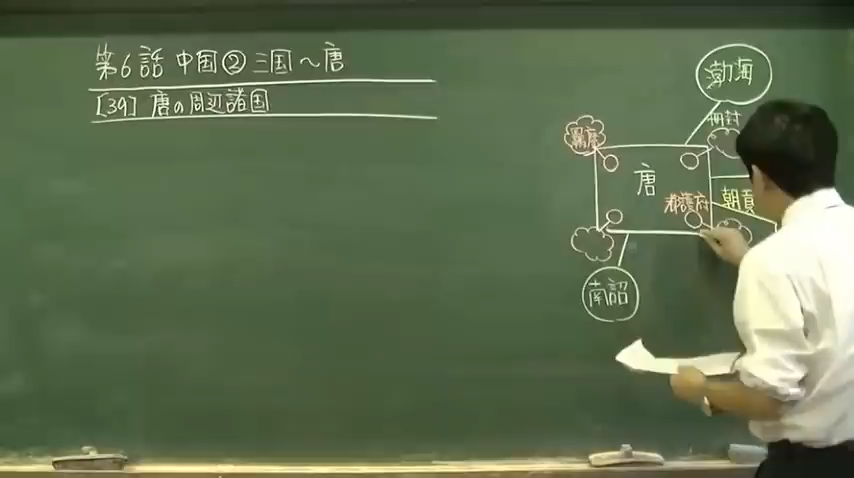 第6話 中国② 三国～唐
[39] 唐の周辺諸国
渤海
冊封
羈縻
唐
都護府
朝貢
南詔